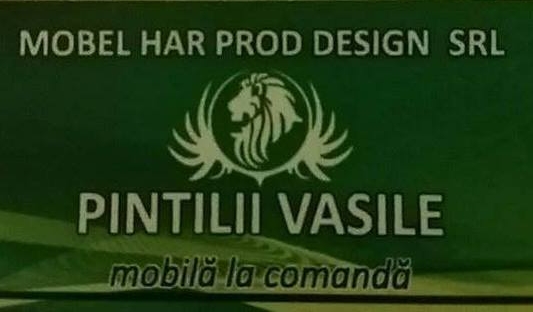 MOBEL HAR PROD DESIGN SRL
PINTILII VASILE
mobilă la comandă